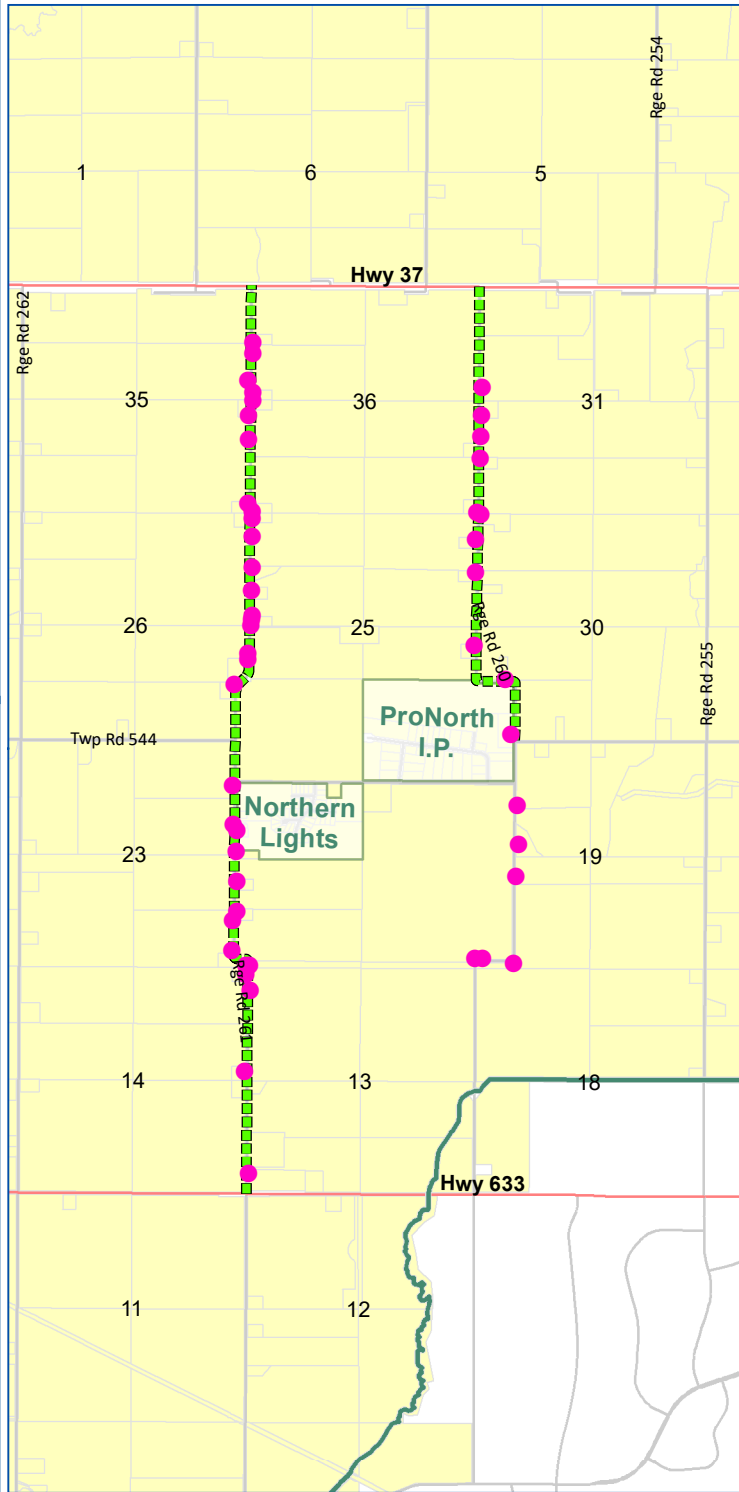 Rge Rd 254
1
6
5
Hwy 37
Rge Rd 262
35
36
31
26
25
30
Rge Rd 260
Rge Rd 255
ProNorth
I.P.
Twp Rd 544
Northern
Lights
23
19
Rge Rd 261
14
13
18
Hwy 633
11
12